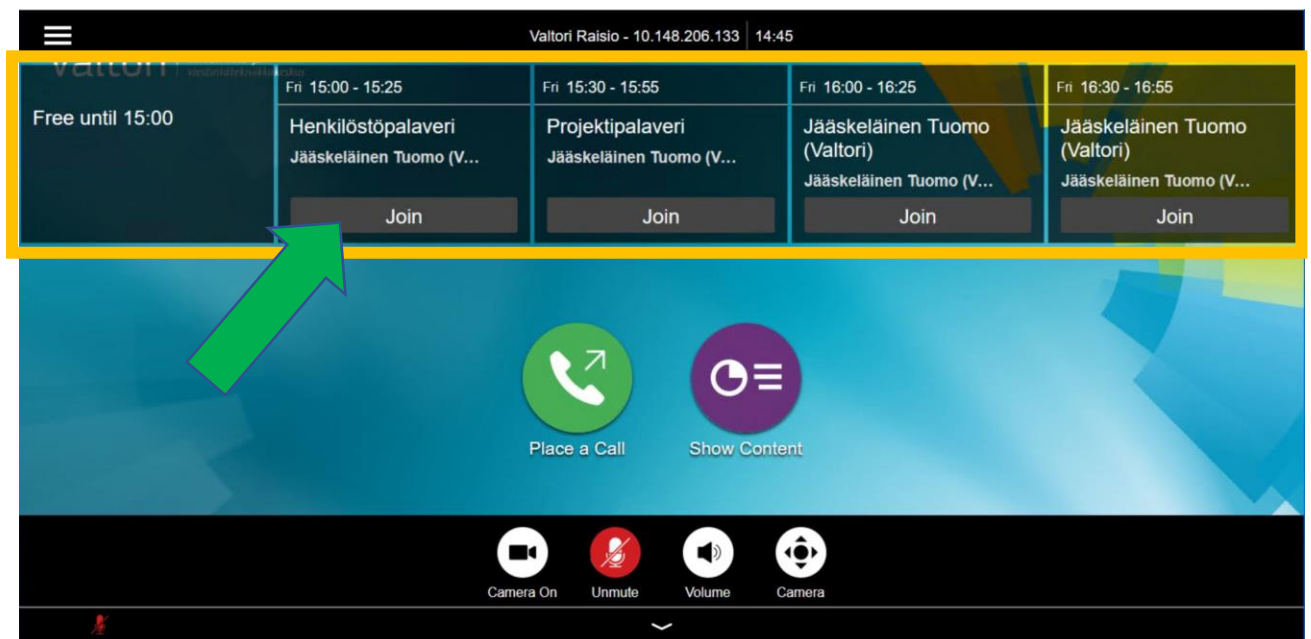 Valtori Raisio - 10.148.206.133 14:45
Valtori
Free until 15:00
Fri 15:00 - 15:25
Henkilöstöpalaveri
Jääskeläinen Tuomo (V...
Join
Fri 15:30 - 15:55
Projektipalaveri
Jääskeläinen Tuomo (V...
Join
Fri 16:00 - 16:25
Jääskeläinen Tuomo
(Valtori)
Jääskeläinen Tuomo (V...
Join
Fri 16:30 - 16:55
Jääskeläinen Tuomo
(Valtori)
Jääskeläinen Tuomo (V...
Join
Place a Call
Show Content
Camera On
Unmute
Volume
Camera